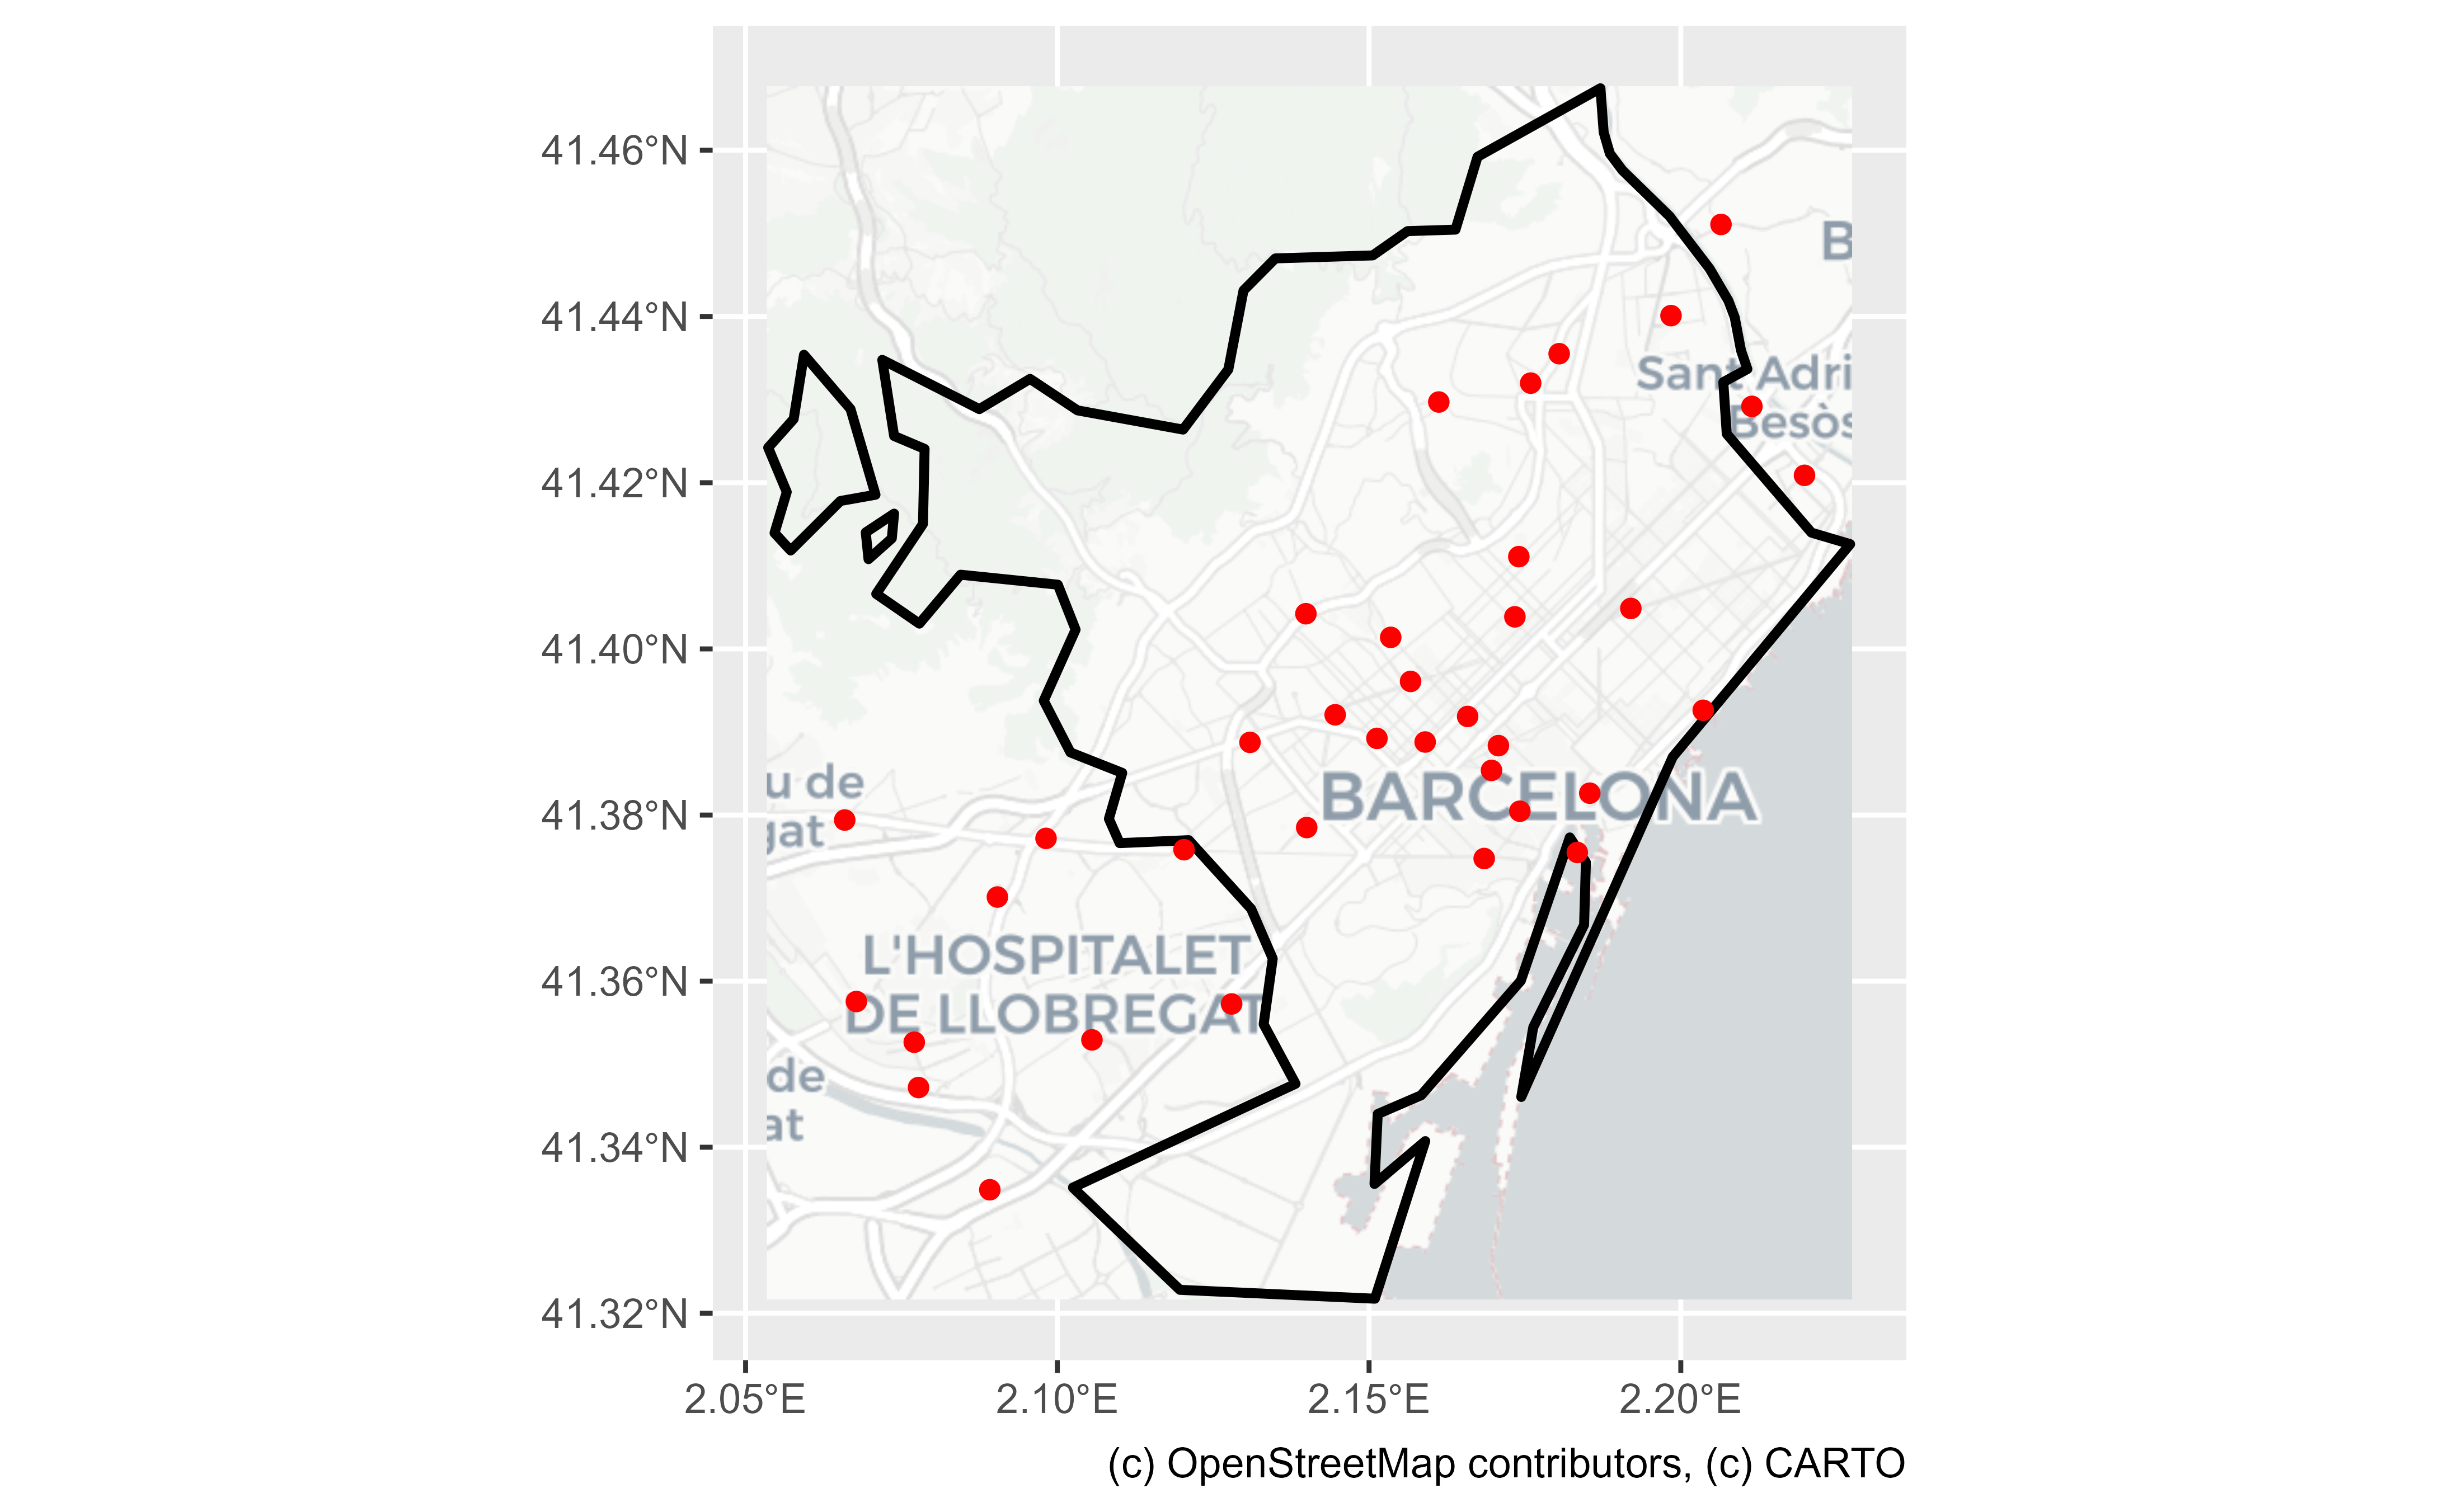 41.46°N
41.44°N
41.42°N
41.40°N
41.38°N
41.36°N
41.34°N
41.32°N
B
Sant Adri
Besòs
u de
gat
BARCELONA
L'HOSPITALET
DE LLOBREGAT
de
at
2.05°E
2.10°E
2.15°E
2.20°E
(c) OpenStreetMap contributors, (c) CARTO